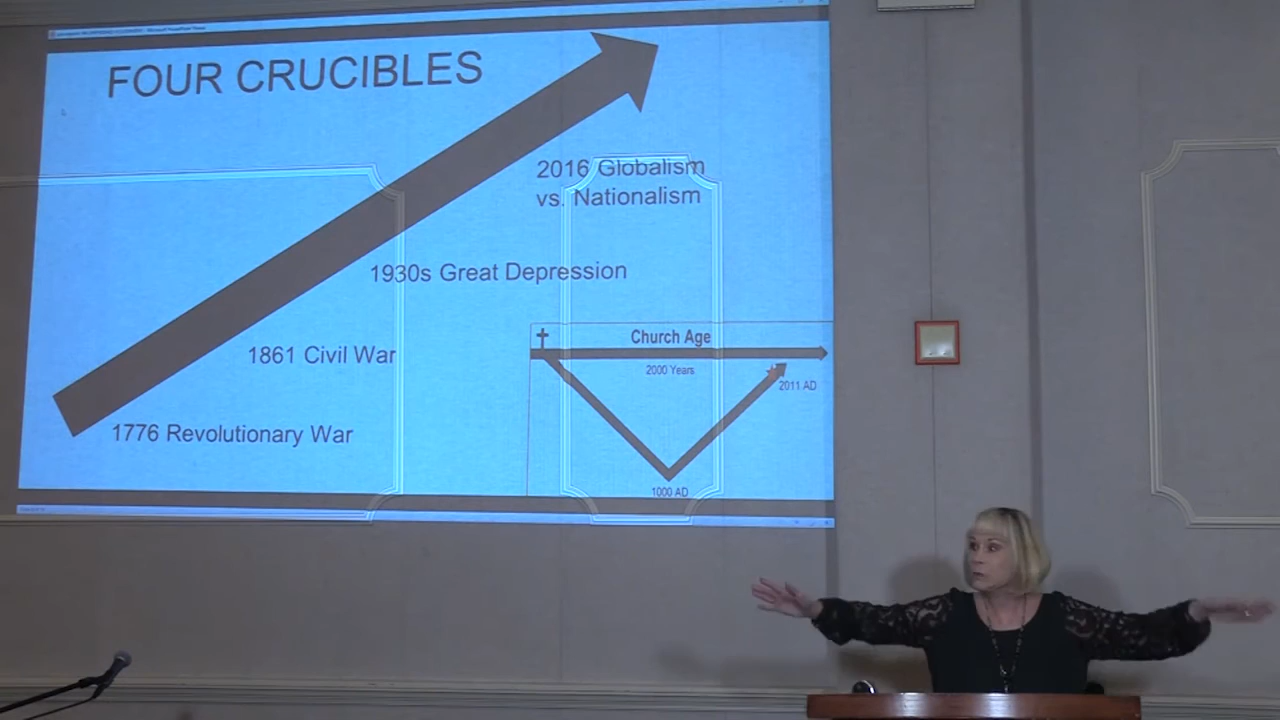 FOUR CRUCIBLES
2016 Globalism
vs. Nationalism
1930s Great Depression
1861 Civil War
1776 Revolutionary War
Church Age
2000 Years
2011 AD
1000 AD